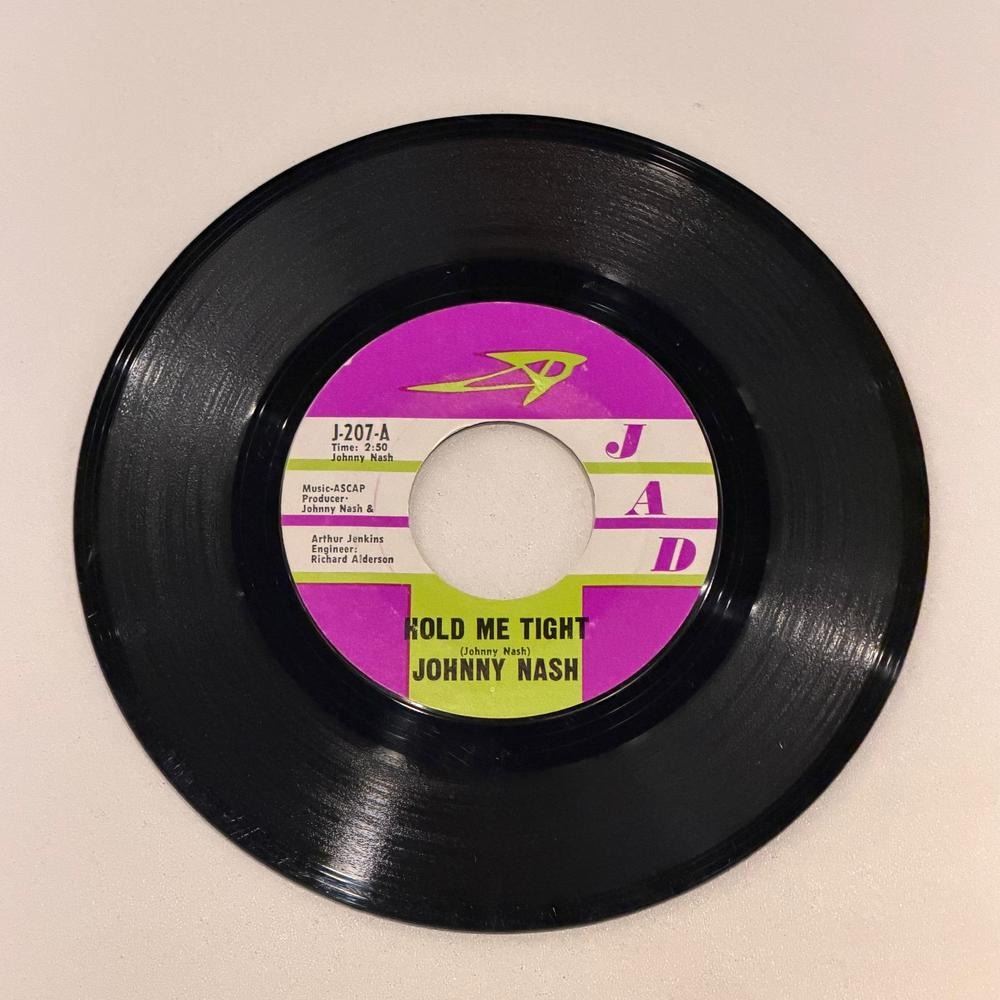 J-207-A
Time: 2:50
Johnny Nash
Music-ASCAP
Producer·
Johnny Nash &
Arthur Jenkins
Engineer:
Richard Alderson
J
A
D
HOLD ME TIGHT
(Johnny Nash)
JOHNNY NASH